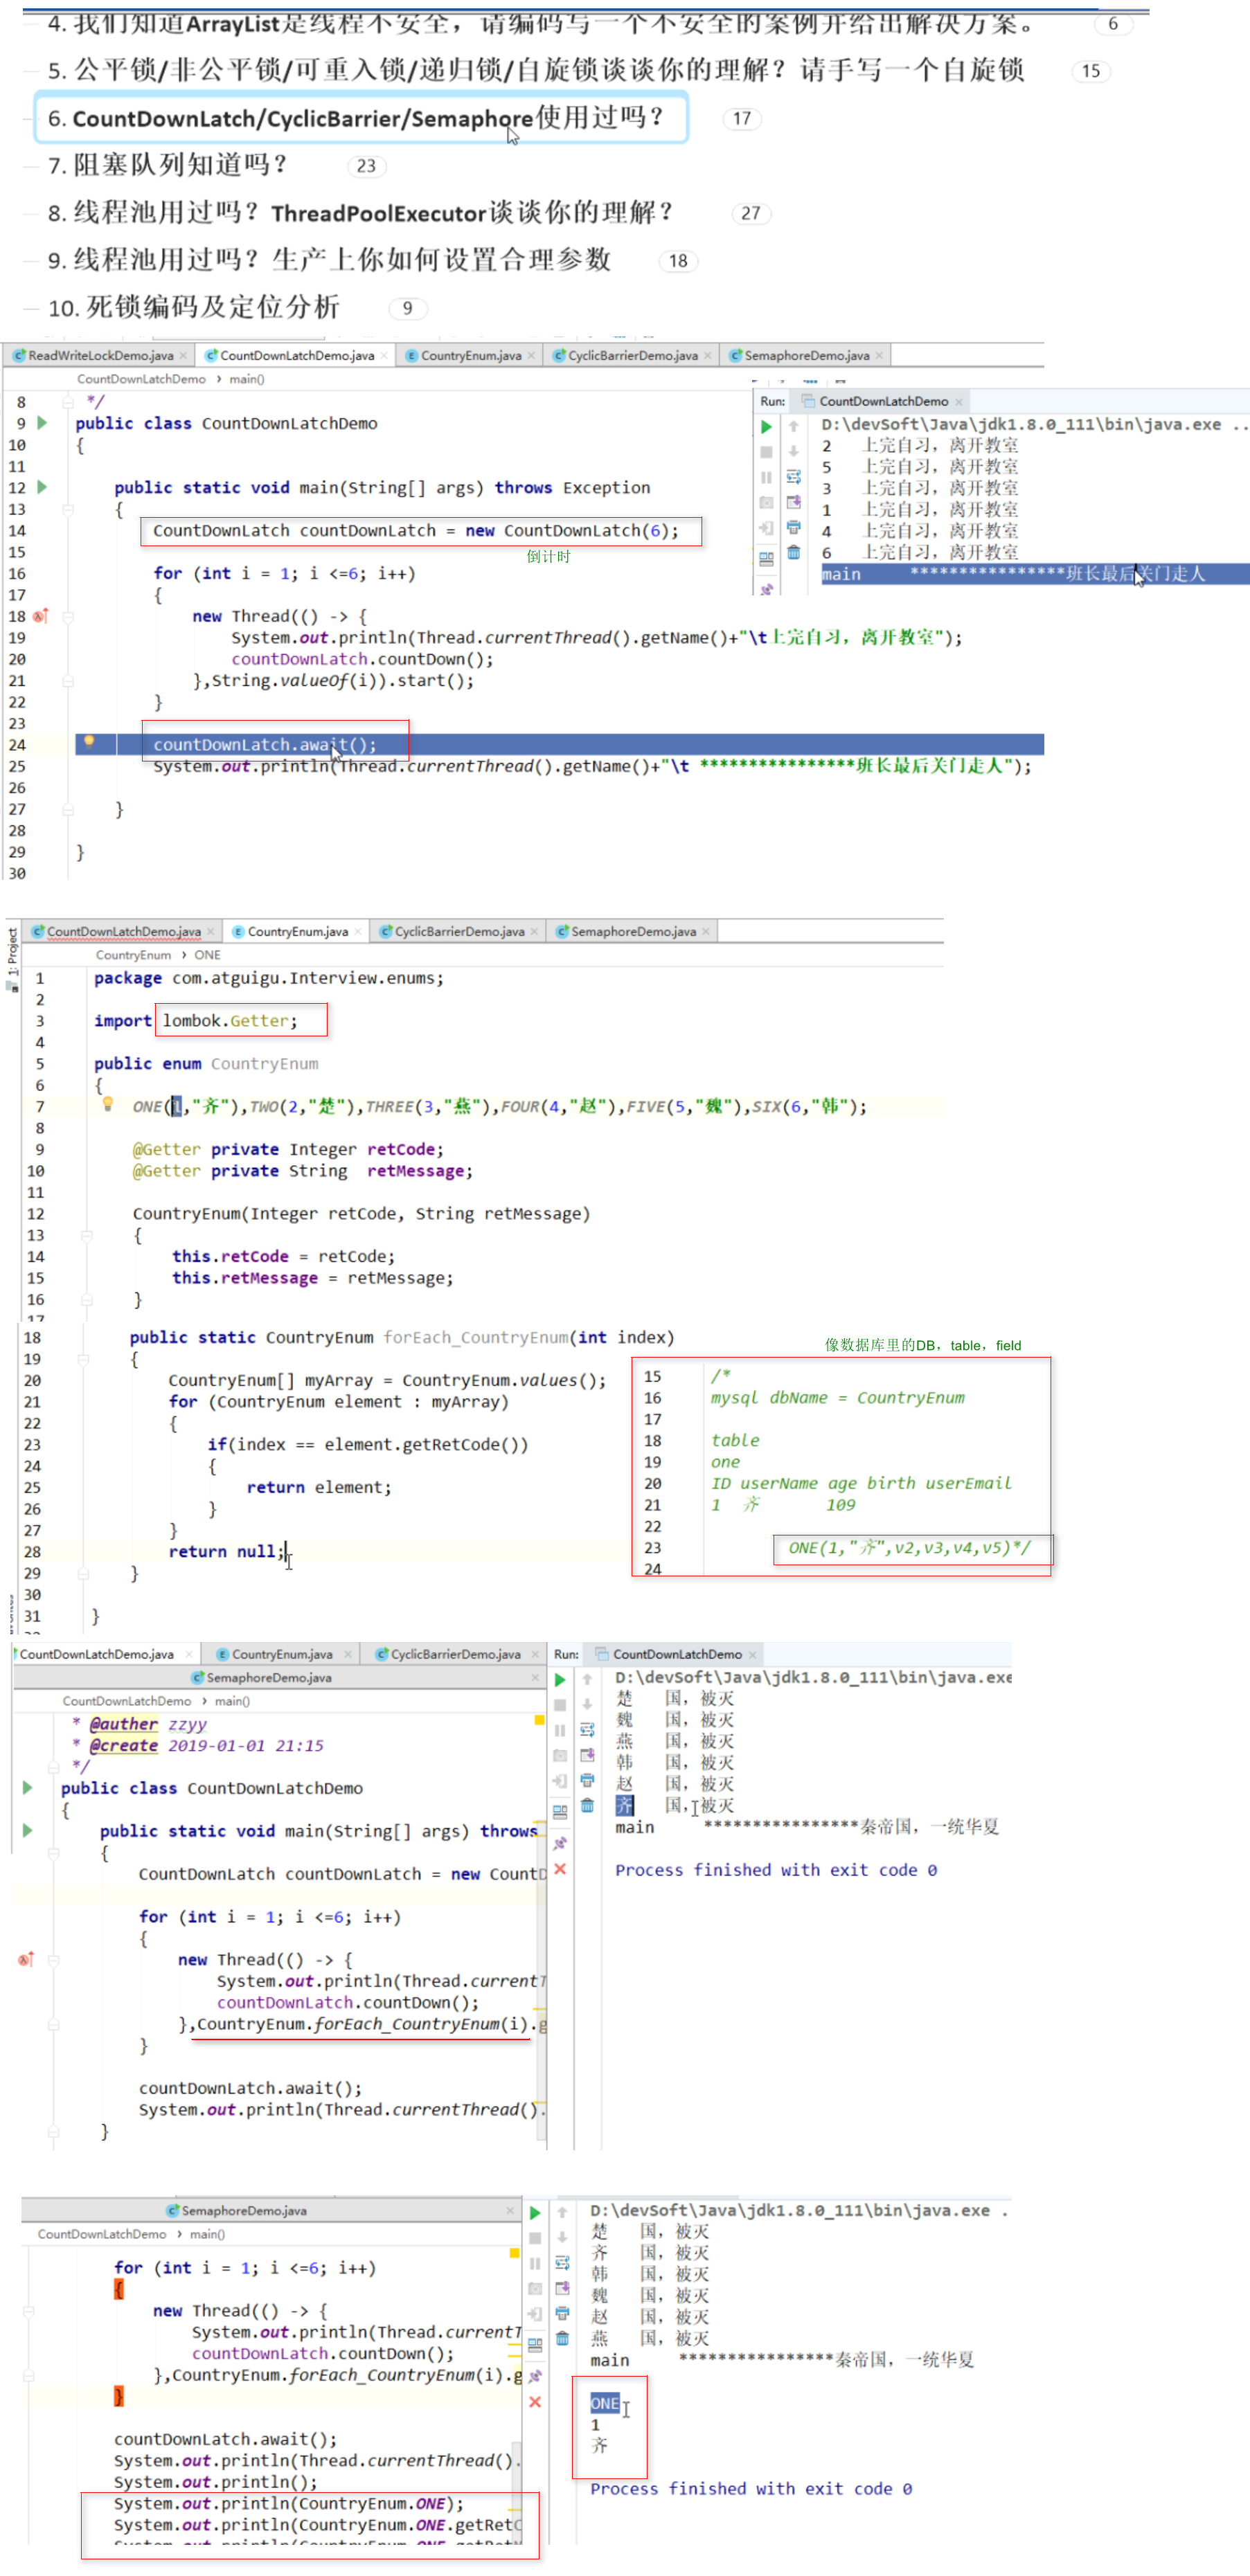 4. 我们知道ArrayList是线程不安全，请编码写一个不安全的案例并给出解决方案。 6
5. 公平锁/非公平锁/可重入锁/递归锁/自旋锁谈谈你的理解？请手写一个自旋锁 15
6. CountDownLatch/CyclicBarrier/Semaphore使用过吗？ 17
7. 阻塞队列知道吗？ 23
8. 线程池用过吗？ThreadPoolExecutor谈谈你的理解？ 27
9. 线程池用过吗？生产上你如何设置合理参数 18
10. 死锁编码及定位分析 9
ReadWriteLockDemo.java CountDownLatchDemo.java CountryEnum.java CyclicBarrierDemo.java SemaphoreDemo.java
CountDownLatchDemo › main()
8 */
9 public class CountDownLatchDemo
10 {
11
12 public static void main(String[] args) throws Exception
13 {
14 CountDownLatch countDownLatch = new CountDownLatch(6);
倒计时
15
16 for (int i = 1; i <=6; i++)
17 {
18 new Thread(() -> {
19 System.out.println(Thread.currentThread().getName()+"\t上完自习，离开教室");
20 countDownLatch.countDown();
21 },String.valueOf(i)).start();
22 }
23
24 countDownLatch.await();
25 System.out.println(Thread.currentThread().getName()+"\t ****************班长最后关门走人");
26
27 }
28
29 }
30
Run: CountDownLatchDemo
D:\devSoft\Java\jdk1.8.0_111\bin\java.exe ..
2 上完自习，离开教室
5 上完自习，离开教室
3 上完自习，离开教室
1 上完自习，离开教室
4 上完自习，离开教室
6 上完自习，离开教室
main ****************班长最后关门走人
1: Project
CountDownLatchDemo.java CountryEnum.java CyclicBarrierDemo.java SemaphoreDemo.java
CountryEnum › ONE
1 package com.atguigu.Interview.enums;
2
3 import lombok.Getter;
4
5 public enum CountryEnum
6 {
7 ONE(1,"齐"),TWO(2,"楚"),THREE(3,"燕"),FOUR(4,"赵"),FIVE(5,"魏"),SIX(6,"韩");
8
9 @Getter private Integer retCode;
10 @Getter private String retMessage;
11
12 CountryEnum(Integer retCode, String retMessage)
13 {
14 this.retCode = retCode;
15 this.retMessage = retMessage;
16 }
17
18 public static CountryEnum forEach_CountryEnum(int index)
19 {
20 CountryEnum[] myArray = CountryEnum.values();
21 for (CountryEnum element : myArray)
22 {
23 if(index == element.getRetCode())
24 {
25 return element;
26 }
27 }
28 return null;
29 }
30
31 }
像数据库里的DB，table，field
15 /*
16 mysql dbName = CountryEnum
17
18 table
19 one
20 ID userName age birth userEmail
21 1 齐 109
22
23 ONE(1,"齐",v2,v3,v4,v5)*/
24
CountDownLatchDemo.java CountryEnum.java CyclicBarrierDemo.java
SemaphoreDemo.java
CountDownLatchDemo › main()
* @auther zzyy
* @create 2019-01-01 21:15
*/
public class CountDownLatchDemo
{
public static void main(String[] args) throws
{
CountDownLatch countDownLatch = new CountD
for (int i = 1; i <=6; i++)
{
new Thread(() -> {
System.out.println(Thread.currentT
countDownLatch.countDown();
},CountryEnum.forEach_CountryEnum(i).g
}
countDownLatch.await();
System.out.println(Thread.currentThread().
}
Run: CountDownLatchDemo
D:\devSoft\Java\jdk1.8.0_111\bin\java.exe
楚 国，被灭
魏 国，被灭
燕 国，被灭
韩 国，被灭
赵 国，被灭
齐 国，被灭
main ****************秦帝国，一统华夏
Process finished with exit code 0
SemaphoreDemo.java
CountDownLatchDemo › main()
for (int i = 1; i <=6; i++)
{
new Thread(() -> {
System.out.println(Thread.currentT
countDownLatch.countDown();
},CountryEnum.forEach_CountryEnum(i).g
}
countDownLatch.await();
System.out.println(Thread.currentThread().
System.out.println();
System.out.println(CountryEnum.ONE);
System.out.println(CountryEnum.ONE.getRetC
D:\devSoft\Java\jdk1.8.0_111\bin\java.exe .
楚 国，被灭
齐 国，被灭
韩 国，被灭
魏 国，被灭
赵 国，被灭
燕 国，被灭
main ****************秦帝国，一统华夏
ONE
1
齐
Process finished with exit code 0